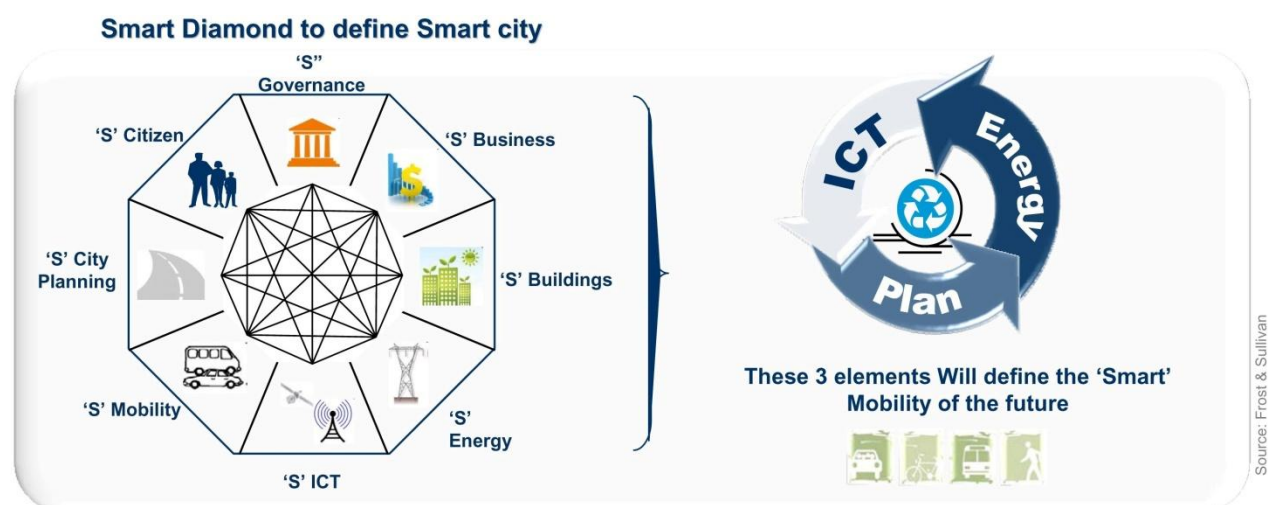 Smart Diamond to define Smart city
‘S”
Governance
‘S’ Citizen
‘S’ Business
‘S’ City
Planning
‘S’ Buildings
‘S’ Mobility
‘S’
Energy
‘S’ ICT
ICT
Energy
Plan
These 3 elements Will define the ‘Smart’
Mobility of the future
Source: Frost & Sullivan